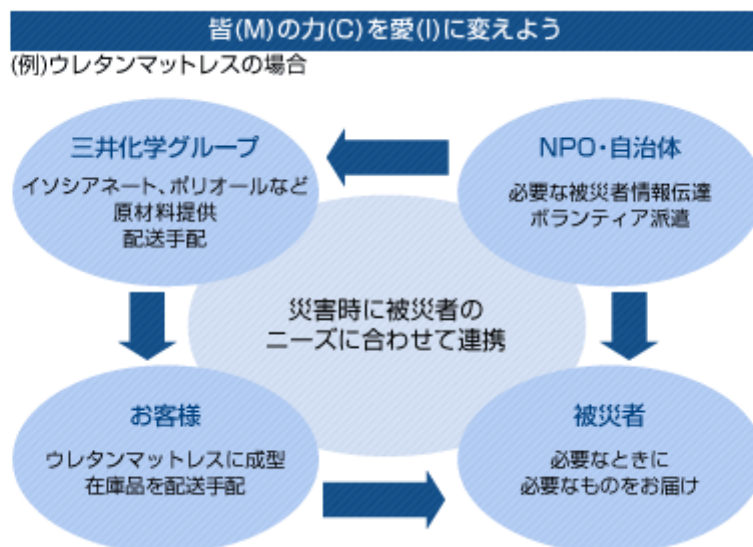 皆(M)の力(C)を愛(I)に変えよう
(例)ウレタンマットレスの場合
三井化学グループ
イソシアネート、ポリオールなど
原材料提供
配送手配
NPO・自治体
必要な被災者情報伝達
ボランティア派遣
災害時に被災者の
ニーズに合わせて連携
お客様
ウレタンマットレスに成型
在庫品を配送手配
被災者
必要なときに
必要なものをお届け